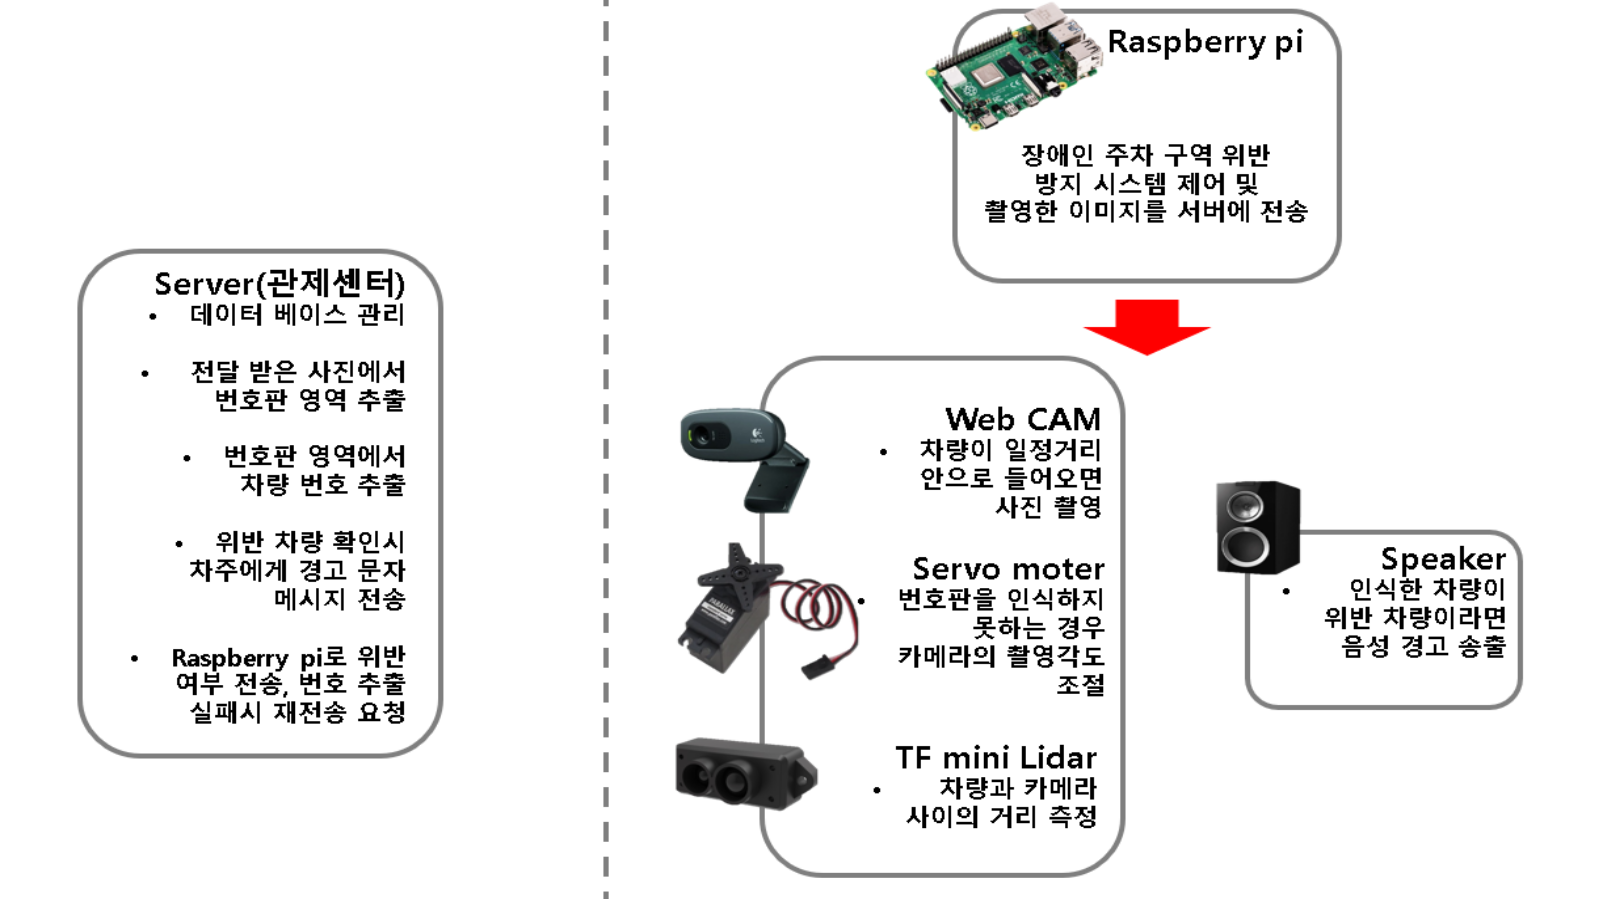 Raspberry pi
장애인 주차 구역 위반
방지 시스템 제어 및
촬영한 이미지를 서버에 전송
Server(관제센터)
• 데이터 베이스 관리
• 전달 받은 사진에서
번호판 영역 추출
• 번호판 영역에서
차량 번호 추출
• 위반 차량 확인시
차주에게 경고 문자
메시지 전송
• Raspberry pi로 위반
여부 전송, 번호 추출
실패시 재전송 요청
Web CAM
• 차량이 일정거리
안으로 들어오면
사진 촬영
Servo moter
• 번호판을 인식하지
못하는 경우
카메라의 촬영각도
조절
TF mini Lidar
• 차량과 카메라
사이의 거리 측정
Speaker
• 인식한 차량이
위반 차량이라면
음성 경고 송출